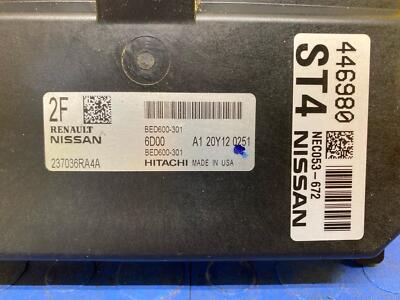 2F
RENAULT
NISSAN
237036RA4A
BED600-301
6D00 A1 20Y12 0251
BED600-301
HITACHI MADE IN USA
446980
ST4
NEC053-672
NISSAN